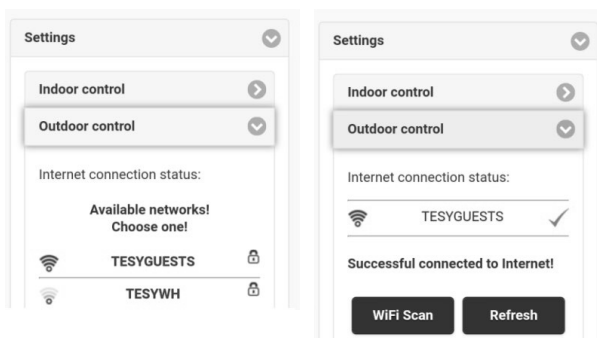 Settings
Indoor control
Outdoor control
Internet connection status:
Available networks!
Choose one!
TESYGUESTS
TESYWH
Settings
Indoor control
Outdoor control
Internet connection status:
TESYGUESTS
Successful connected to Internet!
WiFi Scan
Refresh